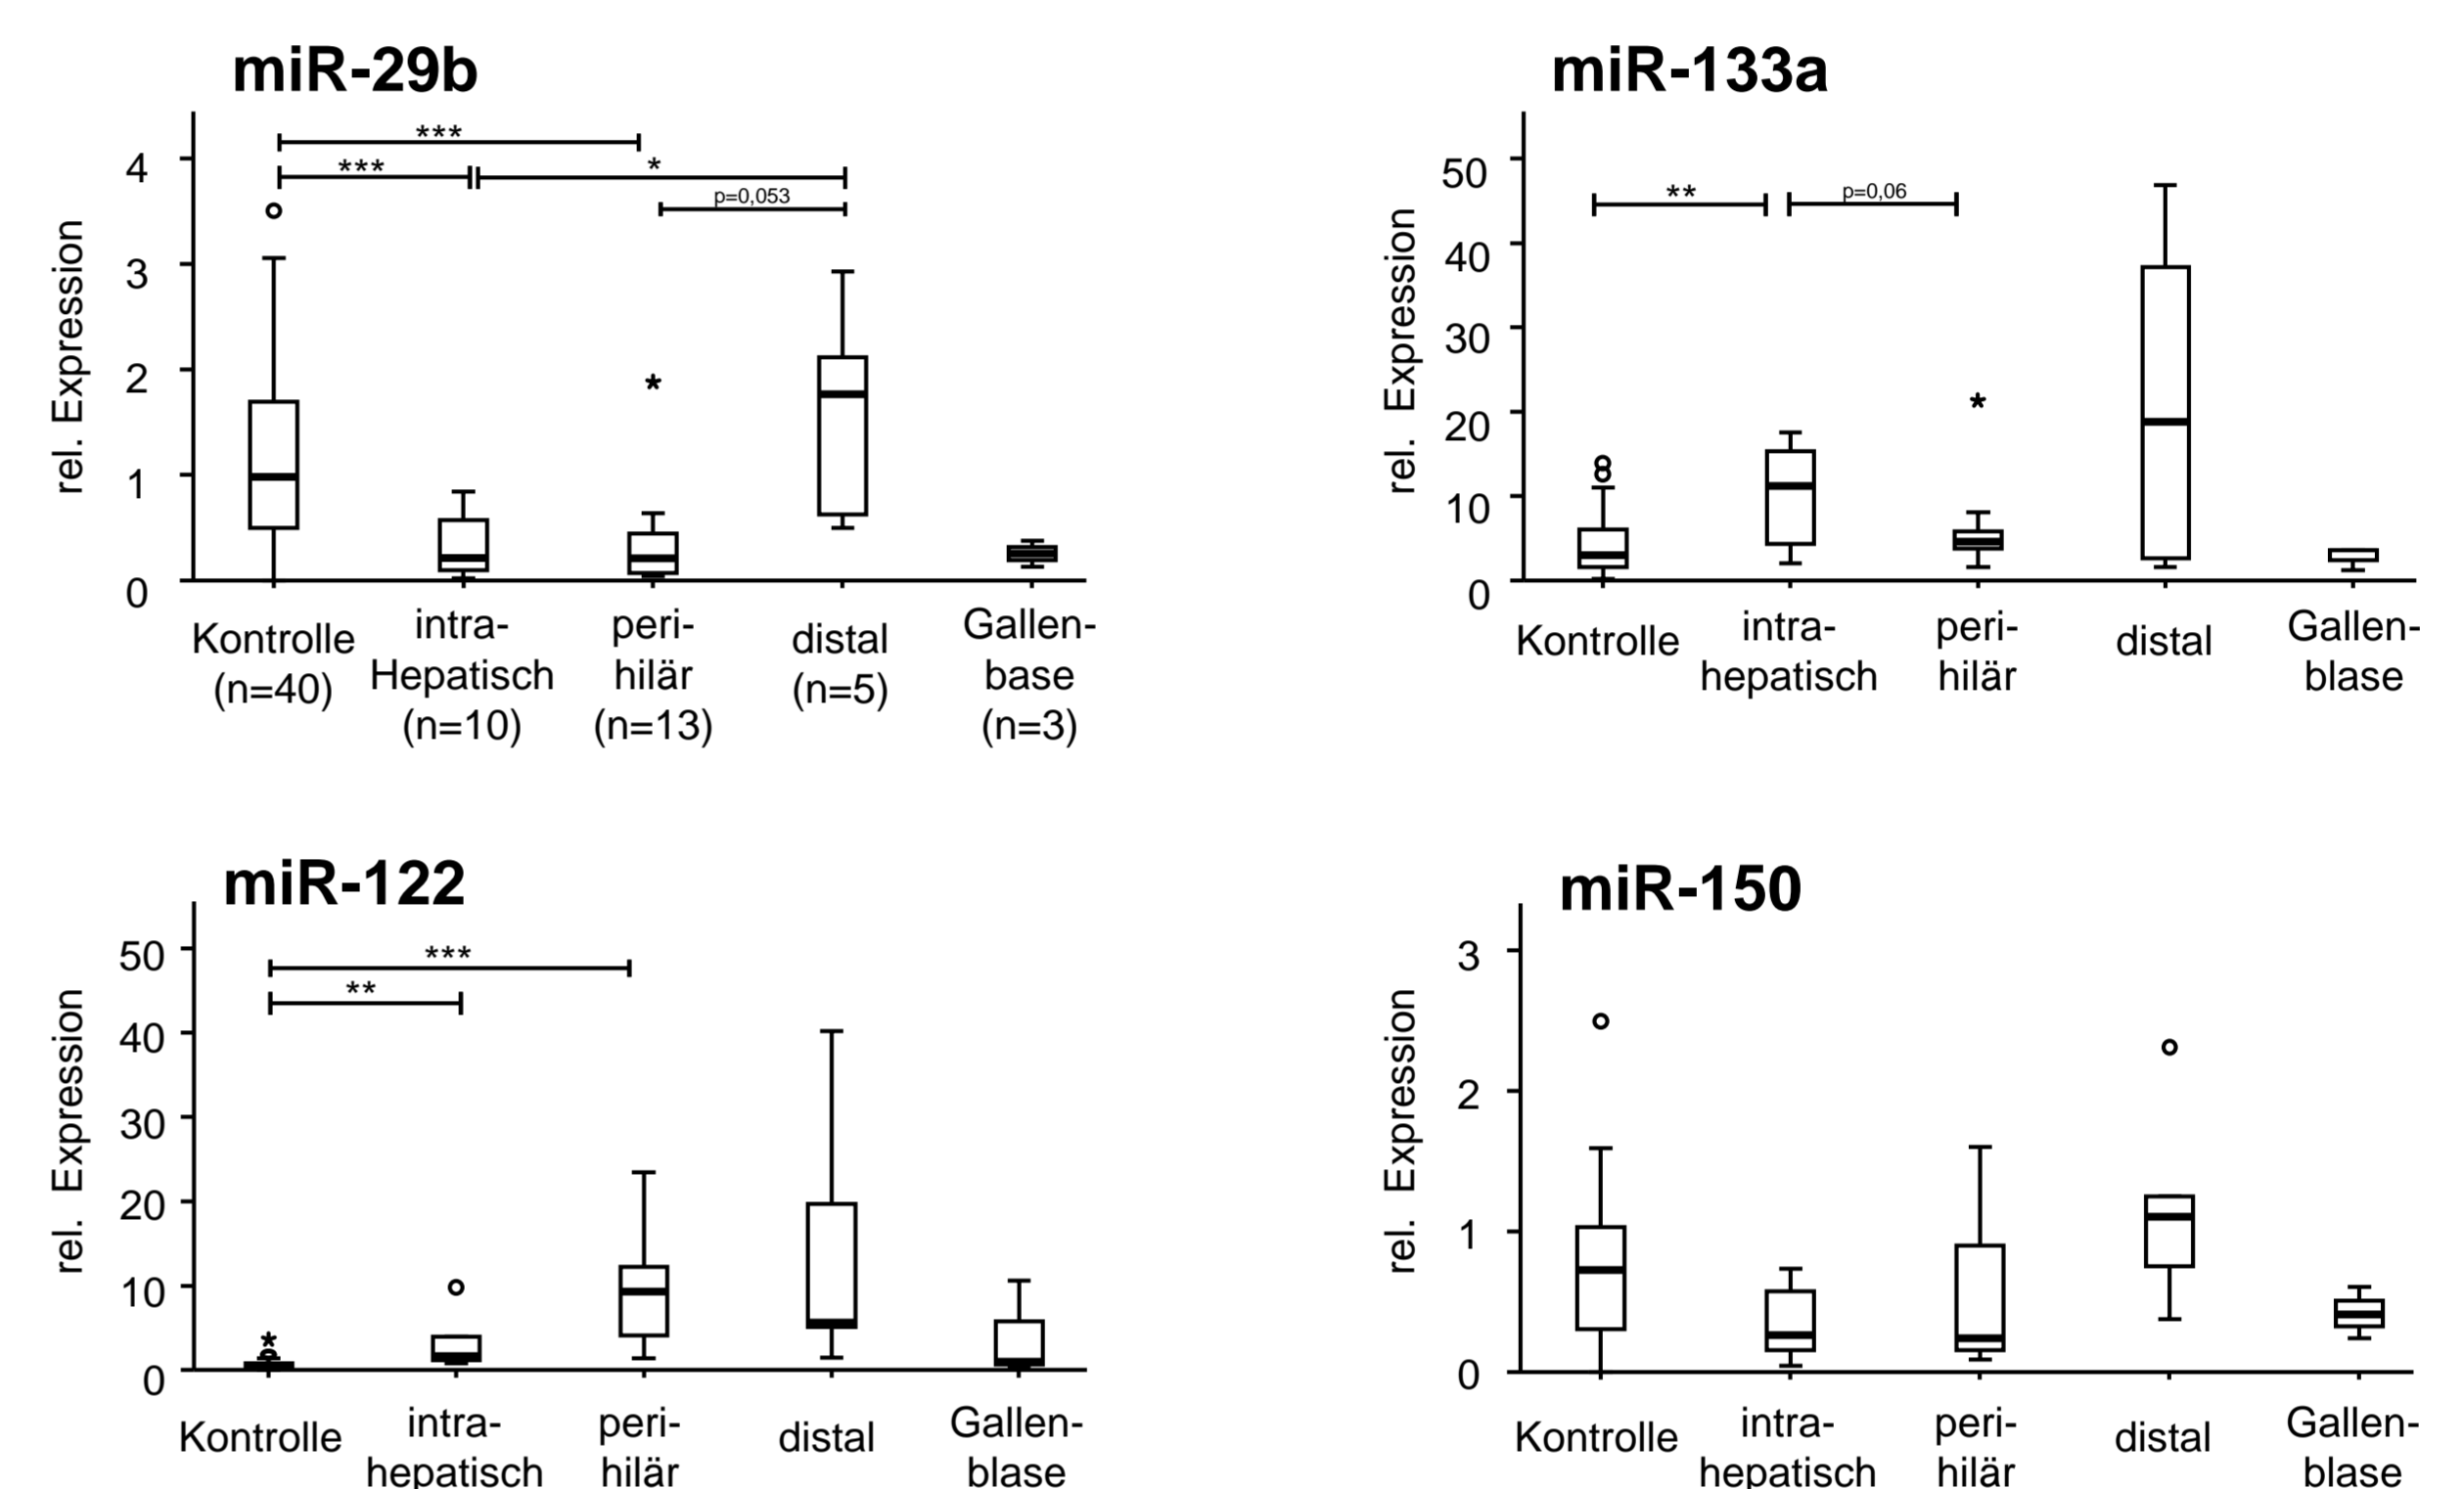 miR-29b
***
***
*
p=0,053
4
3
2
1
0
rel. Expression
Kontrolle
(n=40)
intra-
Hepatisch
(n=10)
peri-
hilär
(n=13)
distal
(n=5)
Gallen-
base
(n=3)
miR-133a
**
p=0,06
50
40
30
20
10
0
rel. Expression
Kontrolle
intra-
hepatisch
peri-
hilär
distal
Gallen-
blase
miR-122
***
**
50
40
30
20
10
0
rel. Expression
Kontrolle
intra-
hepatisch
peri-
hilär
distal
Gallen-
blase
miR-150
3
2
1
0
rel. Expression
Kontrolle
intra-
hepatisch
peri-
hilär
distal
Gallen-
blase